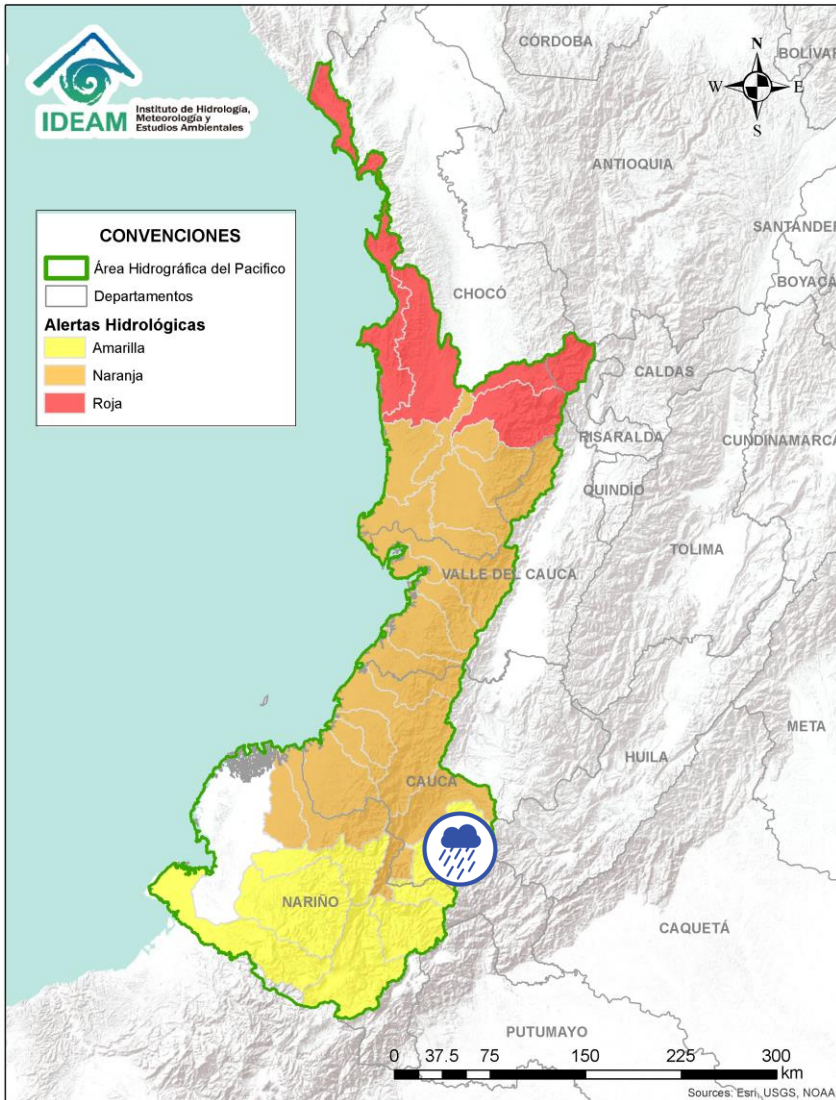 IDEAM
Instituto de Hidrología,
Meteorología y
Estudios Ambientales
CÓRDOBA
BOLÍVAR
N
W
E
S
ANTIOQUIA
SANTANDER
BOYACÁ
CONVENCIONES
Área Hidrográfica del Pacifico
Departamentos
Alertas Hidrológicas
Amarilla
Naranja
Roja
CHOCÓ
CALDAS
RISARALDA
CUNDINAMARCA
QUINDÍO
TOLIMA
VALLE DEL CAUCA
META
HUILA
CAUCA
NARIÑO
CAQUETÁ
PUTUMAYO
0 37.5 75 150 225 300
km
Sources: Esri, USGS, NOAA